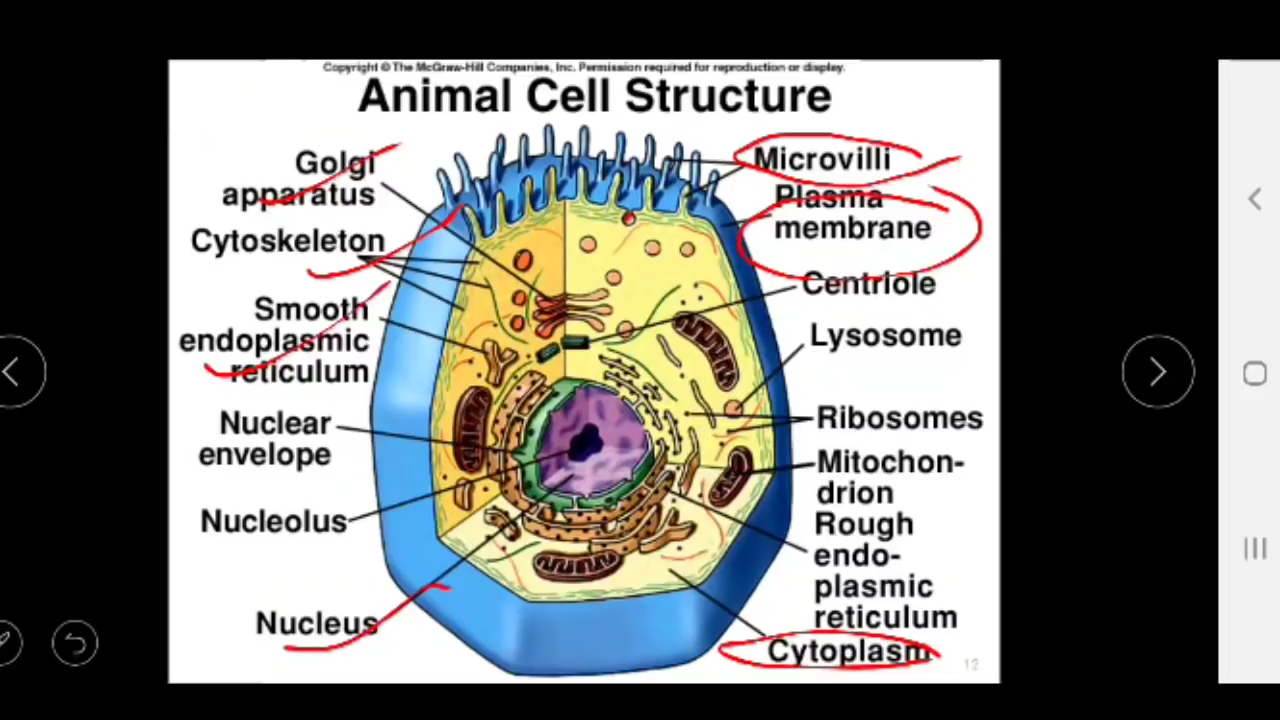 Copyright © The McGraw-Hill Companies, Inc. Permission required for reproduction or display.
Animal Cell Structure
Golgi
apparatus
Cytoskeleton
Smooth
endoplasmic
reticulum
Nuclear
envelope
Nucleolus
Nucleus
Microvilli
Plasma
membrane
Centriole
Lysosome
Ribosomes
Mitochon-
drion
Rough
endo-
plasmic
reticulum
Cytoplasm
12